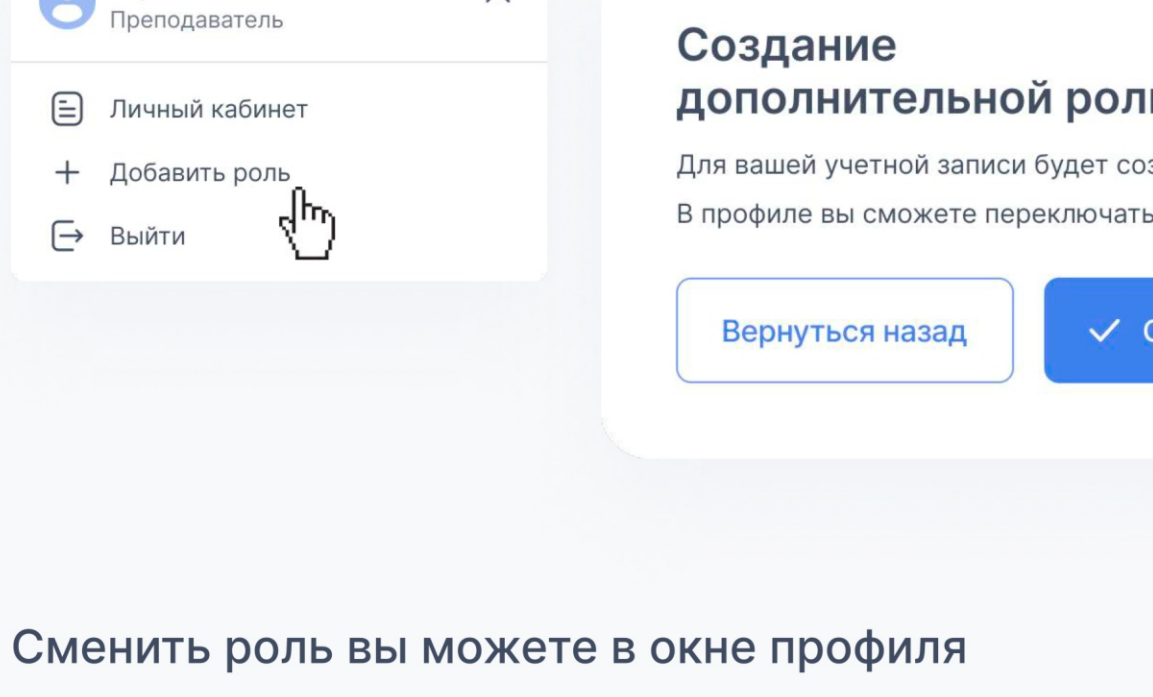 Преподаватель
Личный кабинет
Добавить роль
Выйти
Создание
дополнительной
Для вашей учетной записи будет
В профиле вы сможете
Вернуться назад
Сменить роль вы можете в окне профиля